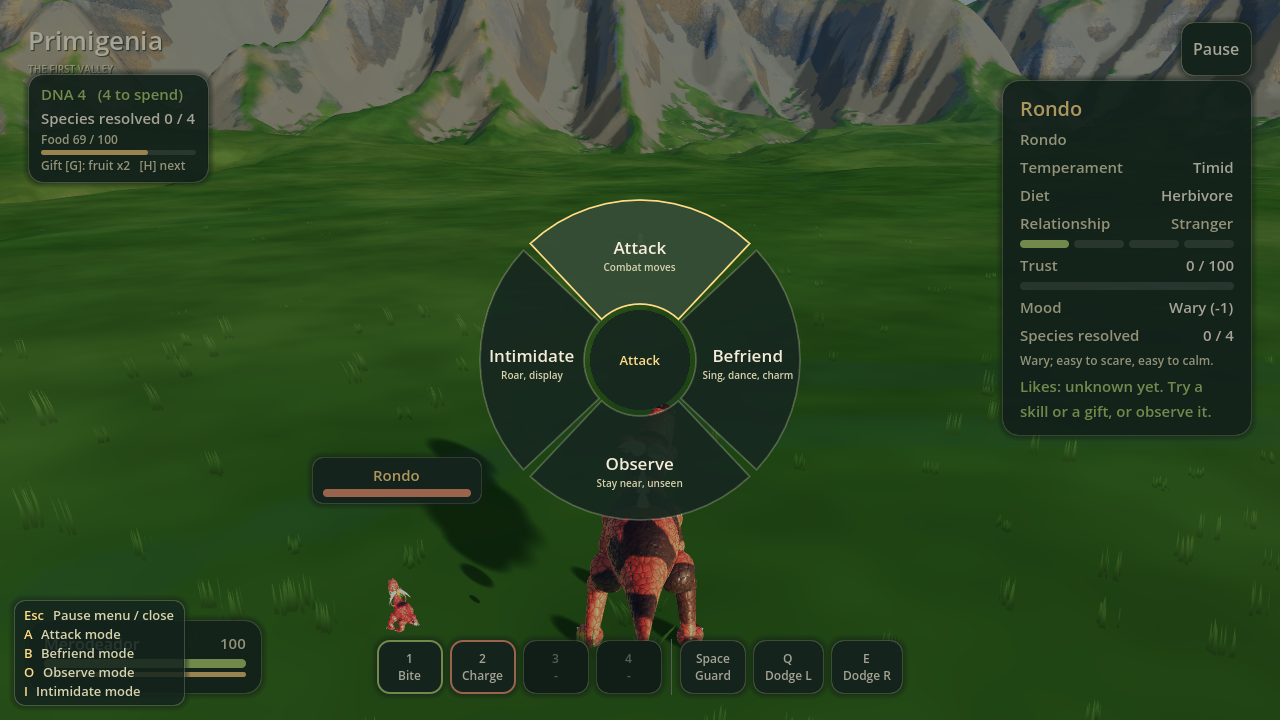 Primigenia
THE FIRST VALLEY
DNA 4 (4 to spend)
Species resolved 0 / 4
Food 69 / 100
Gift [G]: fruit x2 [H] next
Pause
Rondo
Rondo
Temperament Timid
Diet Herbivore
Relationship Stranger
Trust 0 / 100
Mood Wary (-1)
Species resolved 0 / 4
Wary; easy to scare, easy to calm.
Likes: unknown yet. Try a
skill or a gift, or observe it.
Attack
Combat moves
Intimidate
Roar, display
Attack
Befriend
Sing, dance, charm
Observe
Stay near, unseen
Rondo
Esc Pause menu / close
A Attack mode
B Befriend mode
O Observe mode
I Intimidate mode
100
1
Bite
2
Charge
3
-
4
-
Space
Guard
Q
Dodge L
E
Dodge R